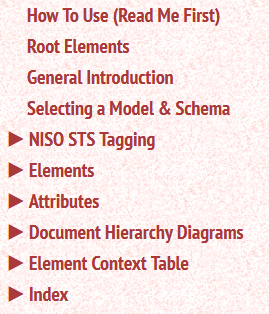 How To Use (Read Me First)
Root Elements
General Introduction
Selecting a Model & Schema
NISO STS Tagging
Elements
Attributes
Document Hierarchy Diagrams
Element Context Table
Index